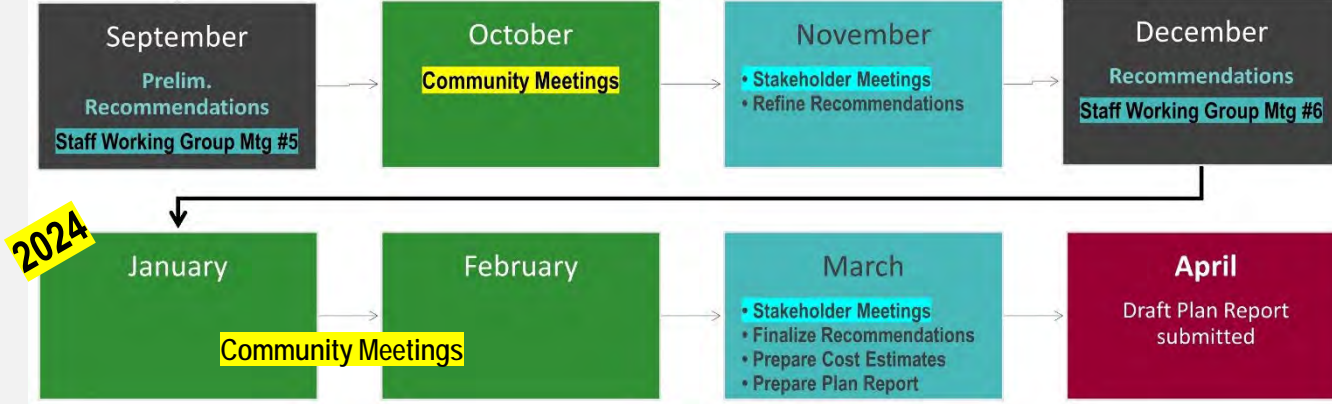 September
Prelim.
Recommendations
Staff Working Group Mtg #5
October
Community Meetings
November
• Stakeholder Meetings
• Refine Recommendations
December
Recommendations
Staff Working Group Mtg #6
2024
January
February
Community Meetings
March
• Stakeholder Meetings
• Finalize Recommendations
• Prepare Cost Estimates
• Prepare Plan Report
April
Draft Plan Report
submitted